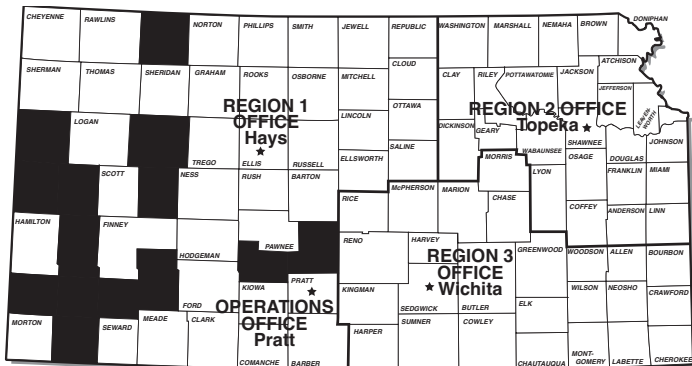 CHEYENNE
RAWLINS
NORTON
PHILLIPS
SMITH
JEWELL
REPUBLIC
WASHINGTON
MARSHALL
NEMAHA
BROWN
DONIPHAN
CLOUD
ATCHISON
SHERMAN
THOMAS
SHERIDAN
GRAHAM
ROOKS
OSBORNE
MITCHELL
CLAY
RILEY
POTTAWATOMIE
JACKSON
JEFFERSON
LEAVEN-
WORTH
REGION 1
OFFICE
Hays
OTTAWA
LINCOLN
REGION 2 OFFICE
Topeka
LOGAN
DICKINSON
GEARY
WABAUNSEE
SHAWNEE
DOUGLAS
JOHNSON
TREGO
ELLIS
RUSSELL
ELLSWORTH
SALINE
MORRIS
OSAGE
FRANKLIN
MIAMI
SCOTT
NESS
RUSH
BARTON
LYON
RICE
McPHERSON
MARION
CHASE
COFFEY
ANDERSON
LINN
HAMILTON
FINNEY
HODGEMAN
PAWNEE
RENO
HARVEY
GREENWOOD
WOODSON
ALLEN
BOURBON
REGION 3
OFFICE
Wichita
KIOWA
PRATT
KINGMAN
SEDGWICK
BUTLER
ELK
WILSON
NEOSHO
CRAWFORD
FORD
OPERATIONS
OFFICE
Pratt
MORTON
SEWARD
MEADE
CLARK
COMANCHE
BARBER
HARPER
SUMNER
COWLEY
CHAUTAUQUA
MONT-
GOMERY
LABETTE
CHEROKEE